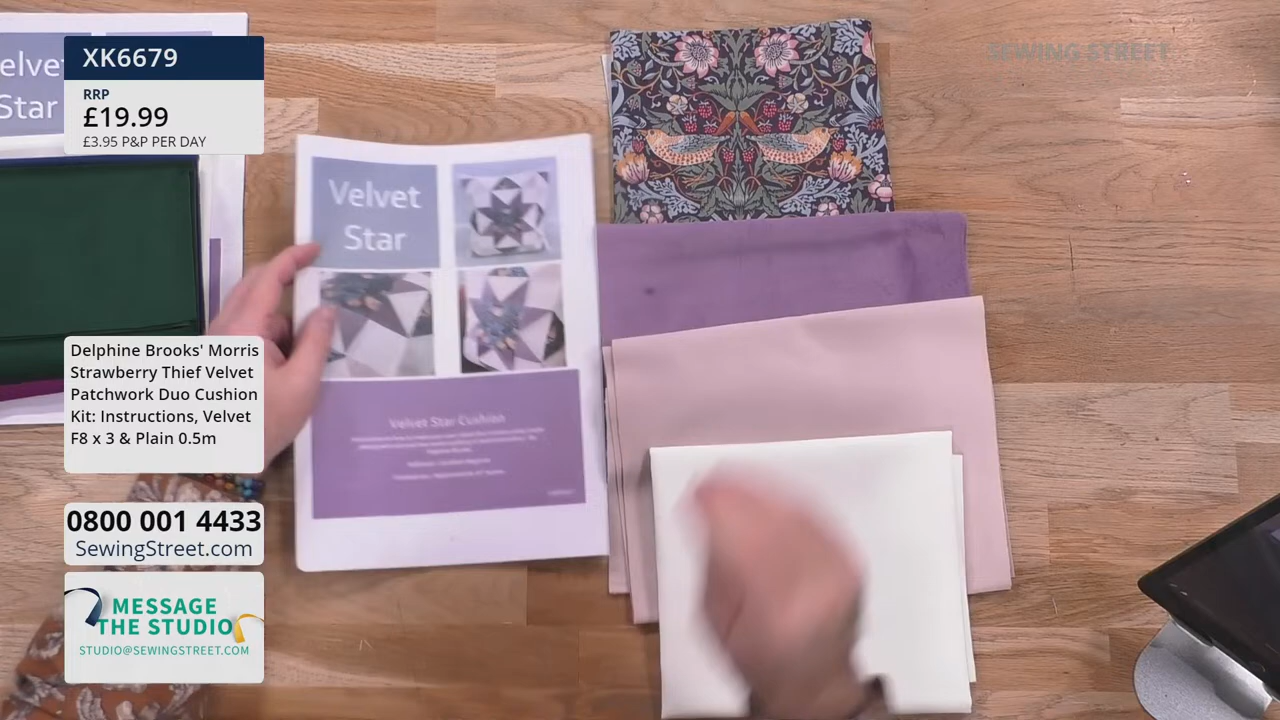 elve
Star
XK6679
RRP
£19.99
£3.95 P&P PER DAY
SEWING STREET
Velvet
Star
Velvet Star Cushion
Delphine Brooks' Morris
Strawberry Thief Velvet
Patchwork Duo Cushion
Kit: Instructions, Velvet
F8 x 3 & Plain 0.5m
0800 001 4433
SewingStreet.com
MESSAGE
THE STUDIO
STUDIO@SEWINGSTREET.COM